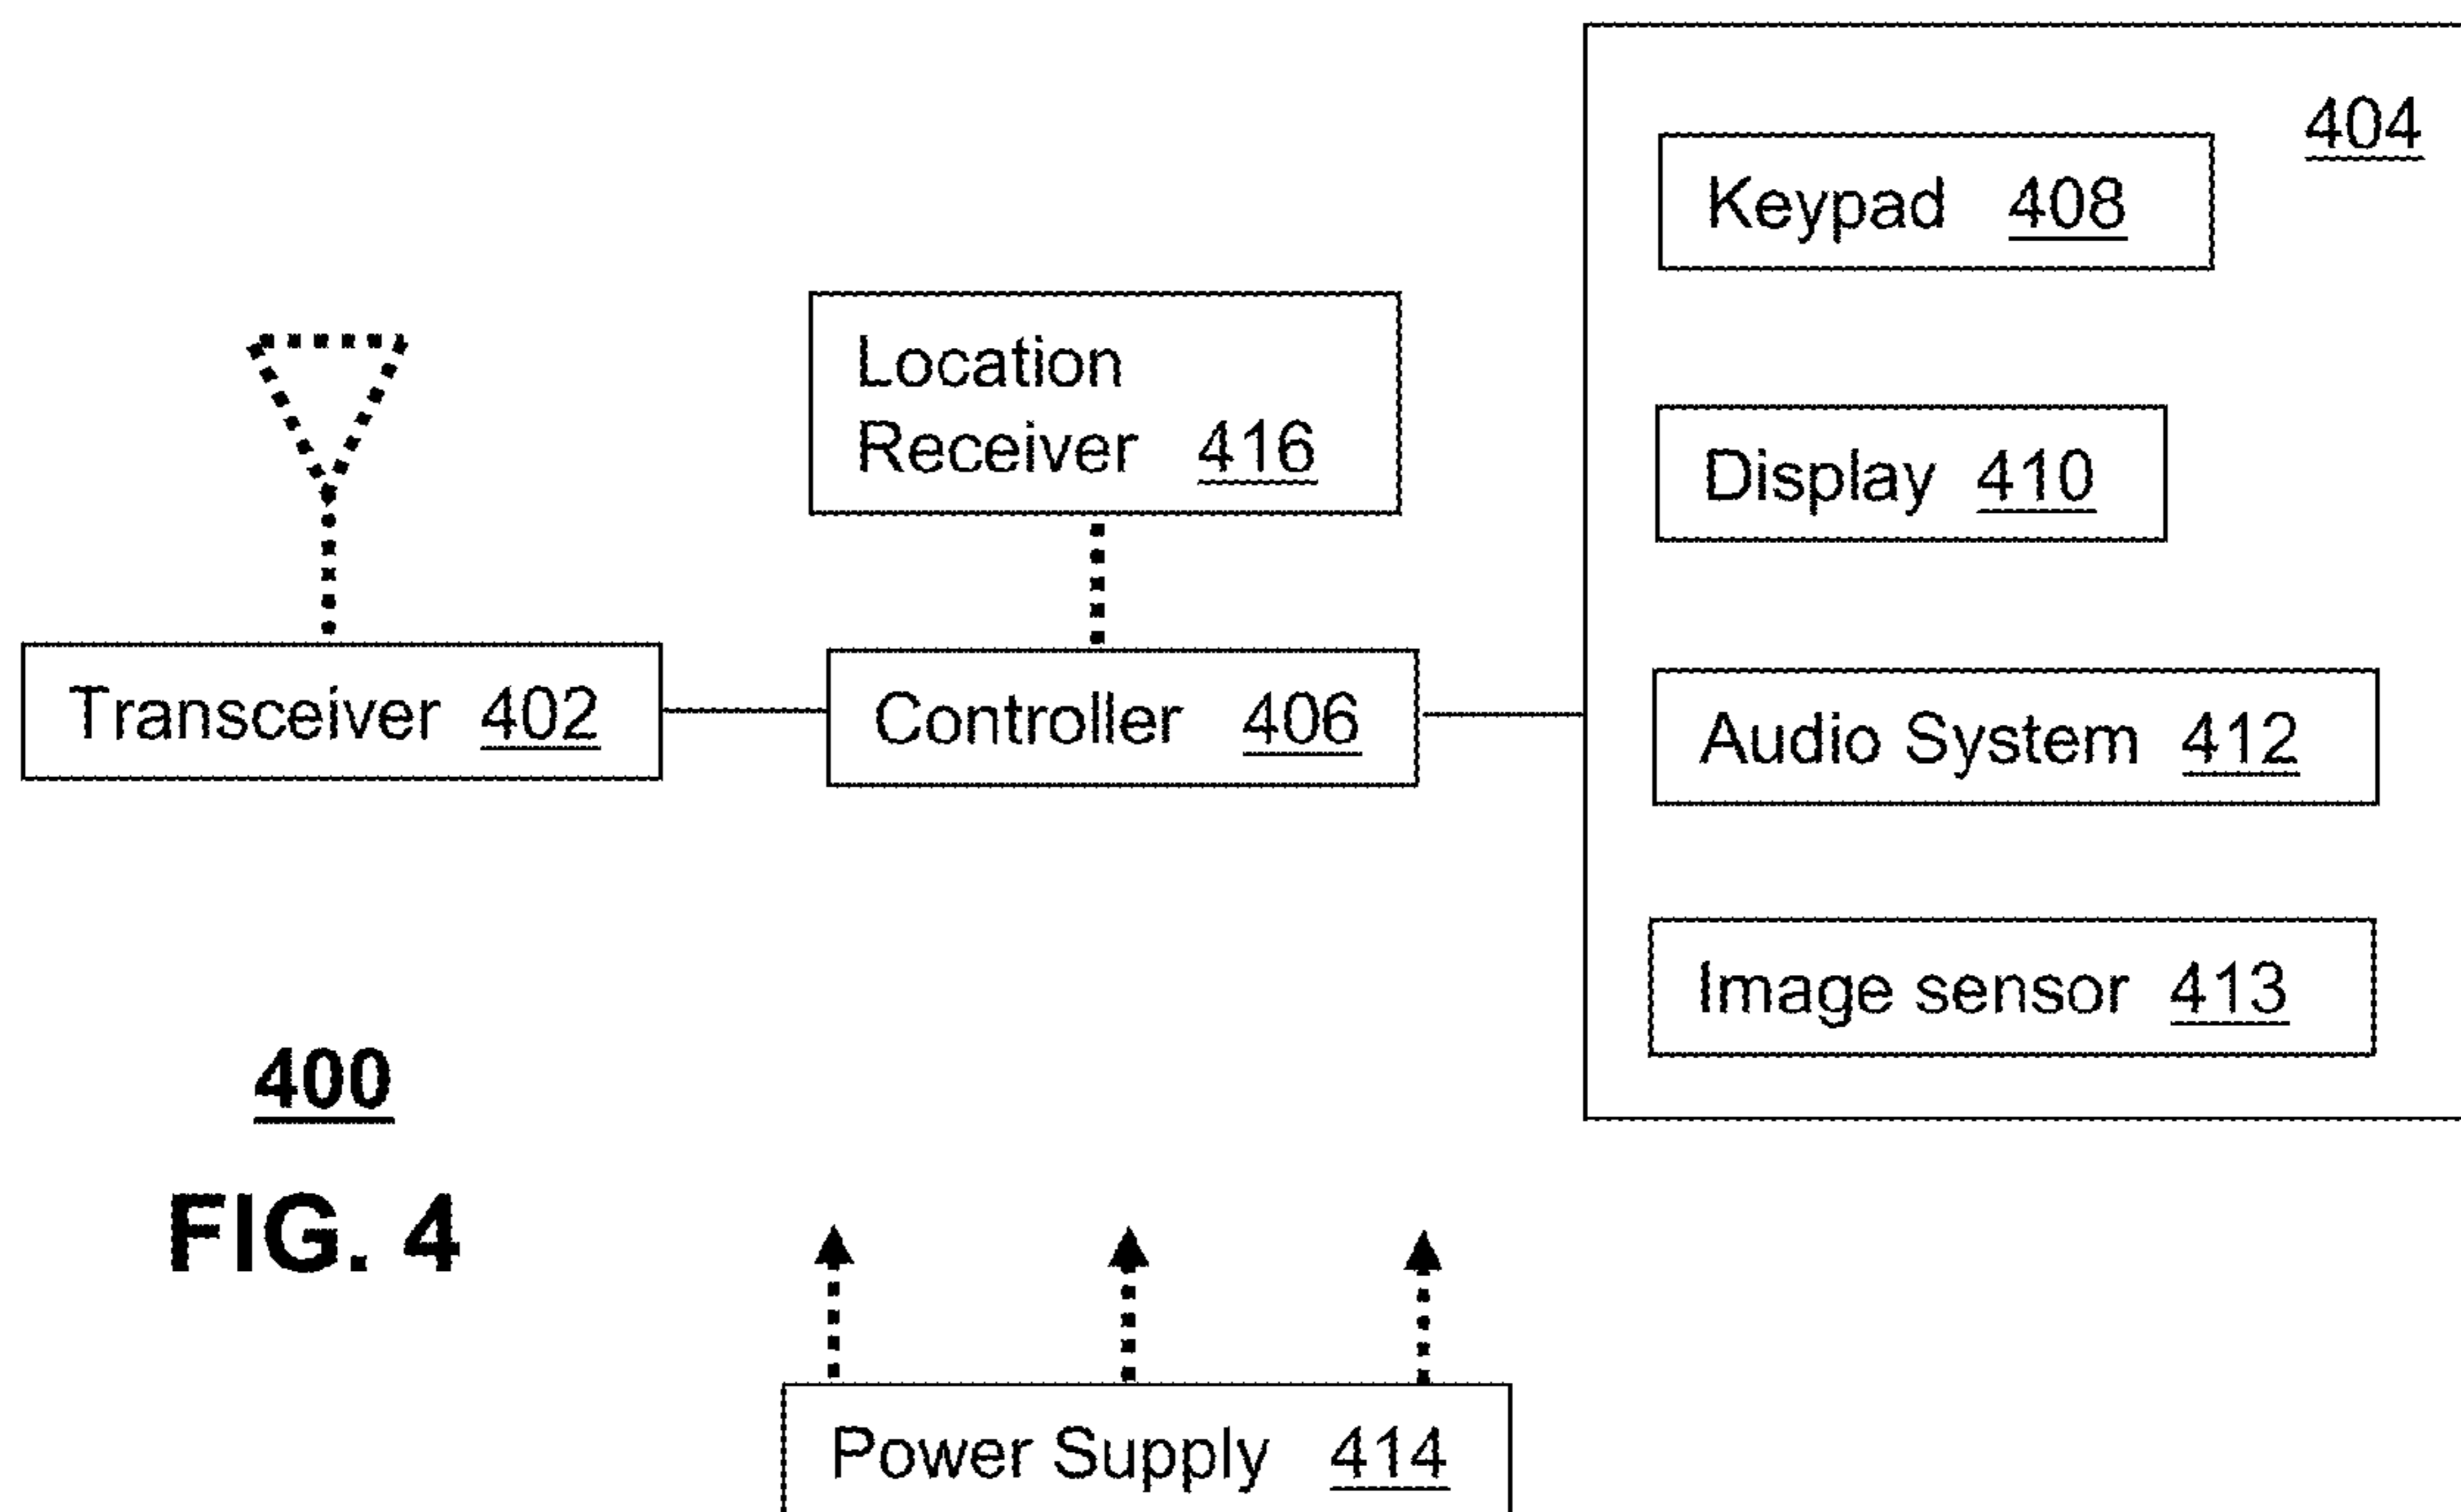 404
Keypad 408
Location
Receiver 416
Display 410
Transceiver 402
Controller 406
Audio System 412
Image sensor 413
400
FIG. 4
Power Supply 414